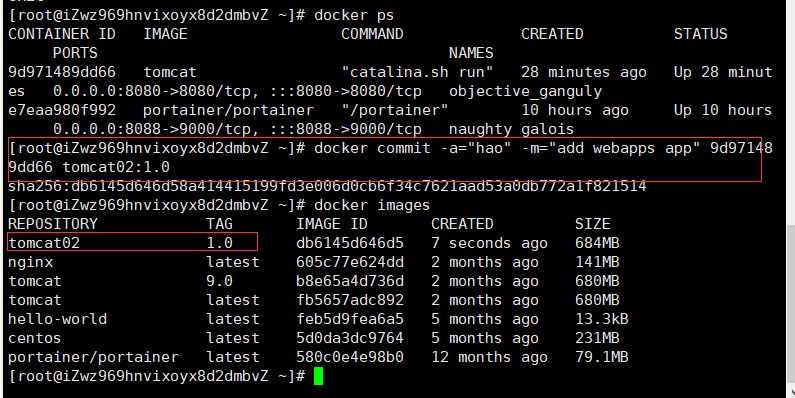 [root@iZwz969hnvixoyx8d2dmbvZ ~]# docker ps
CONTAINER ID   IMAGE                 COMMAND             CREATED          STATUS
     PORTS                                       NAMES
9d971489dd66   tomcat                "catalina.sh run"   28 minutes ago   Up 28 minut
es   0.0.0.0:8080->8080/tcp, :::8080->8080/tcp   objective_ganguly
e7eaa980f992   portainer/portainer   "/portainer"        10 hours ago     Up 10 hours
     0.0.0.0:8088->9000/tcp, :::8088->9000/tcp   naughty galois
[root@iZwz969hnvixoyx8d2dmbvZ ~]# docker commit -a="hao" -m="add webapps app" 9d97148
9dd66 tomcat02:1.0
sha256:db6145d646d58a414415199fd3e006d0cb6f34c7621aad53a0db772a1f821514
[root@iZwz969hnvixoyx8d2dmbvZ ~]# docker images
REPOSITORY            TAG       IMAGE ID       CREATED         SIZE
tomcat02              1.0       db6145d646d5   7 seconds ago   684MB
nginx                 latest    605c77e624dd   2 months ago    141MB
tomcat                9.0       b8e65a4d736d   2 months ago    680MB
tomcat                latest    fb5657adc892   2 months ago    680MB
hello-world           latest    feb5d9fea6a5   5 months ago    13.3kB
centos                latest    5d0da3dc9764   5 months ago    231MB
portainer/portainer   latest    580c0e4e98b0   12 months ago   79.1MB
[root@iZwz969hnvixoyx8d2dmbvZ ~]#